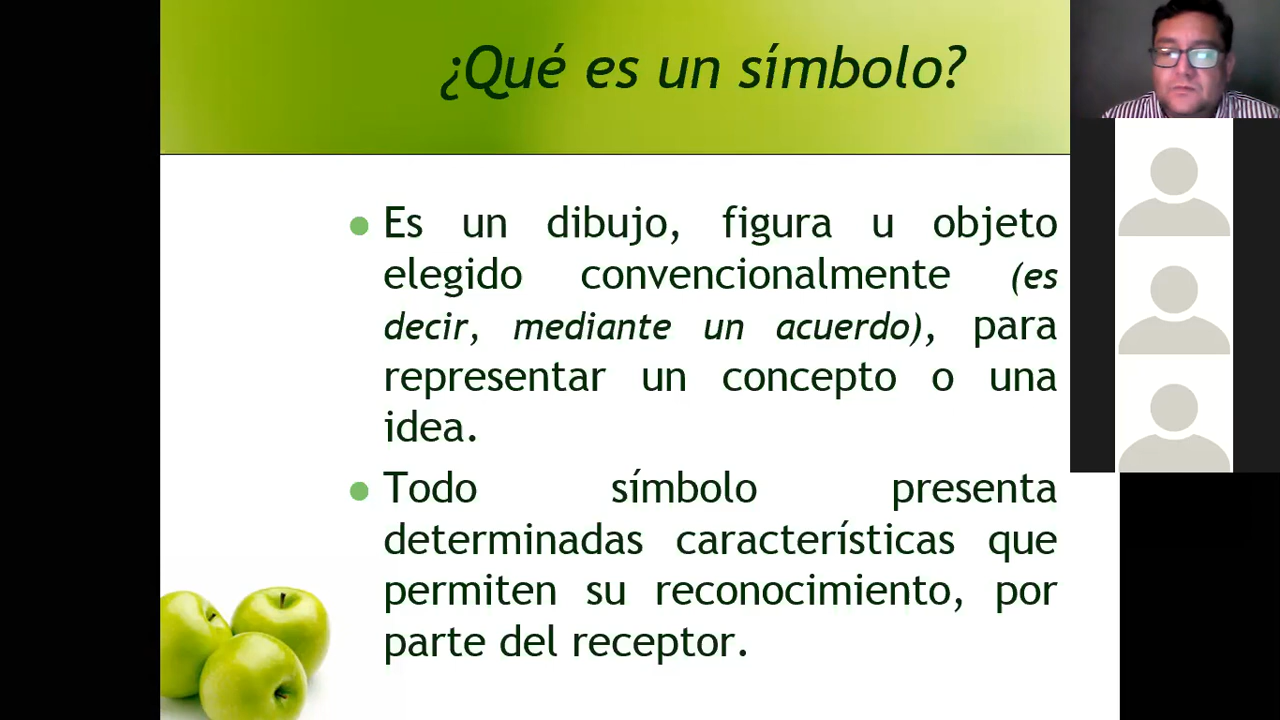 ¿Qué es un símbolo?
Es un dibujo, figura u objeto
elegido convencionalmente (es
decir, mediante un acuerdo), para
representar un concepto o una
idea.
Todo símbolo presenta
determinadas características que
permiten su reconocimiento, por
parte del receptor.